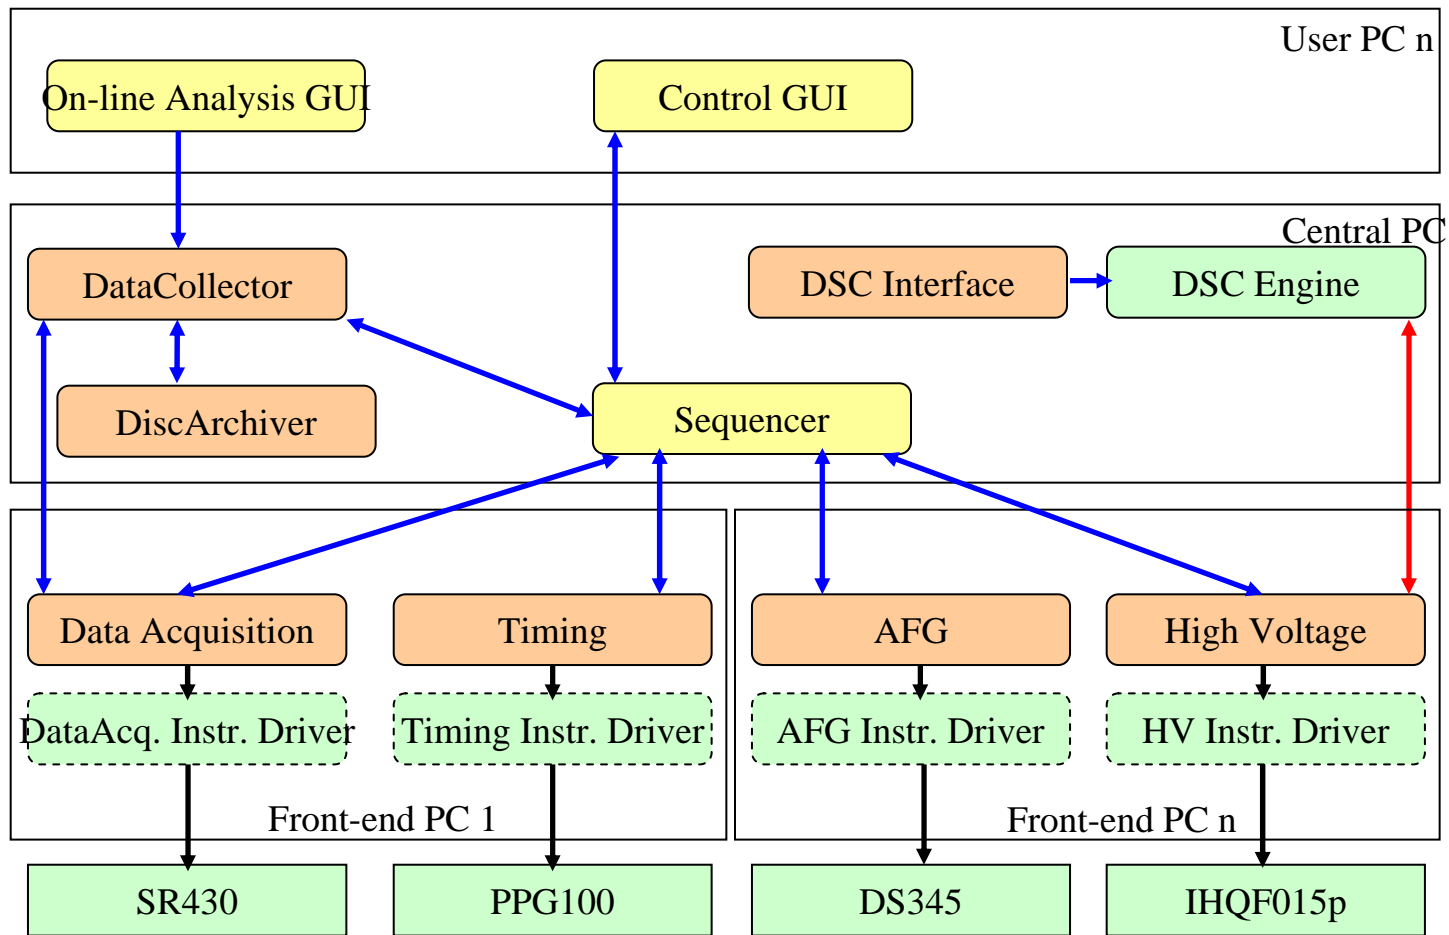 User PC n
On-line Analysis GUI
Control GUI
Central PC
DataCollector
DSC Interface
DSC Engine
DiscArchiver
Sequencer
Data Acquisition
Timing
AFG
High Voltage
DataAcq. Instr. Driver
Timing Instr. Driver
AFG Instr. Driver
HV Instr. Driver
Front-end PC 1
Front-end PC n
SR430
PPG100
DS345
IHQF015p